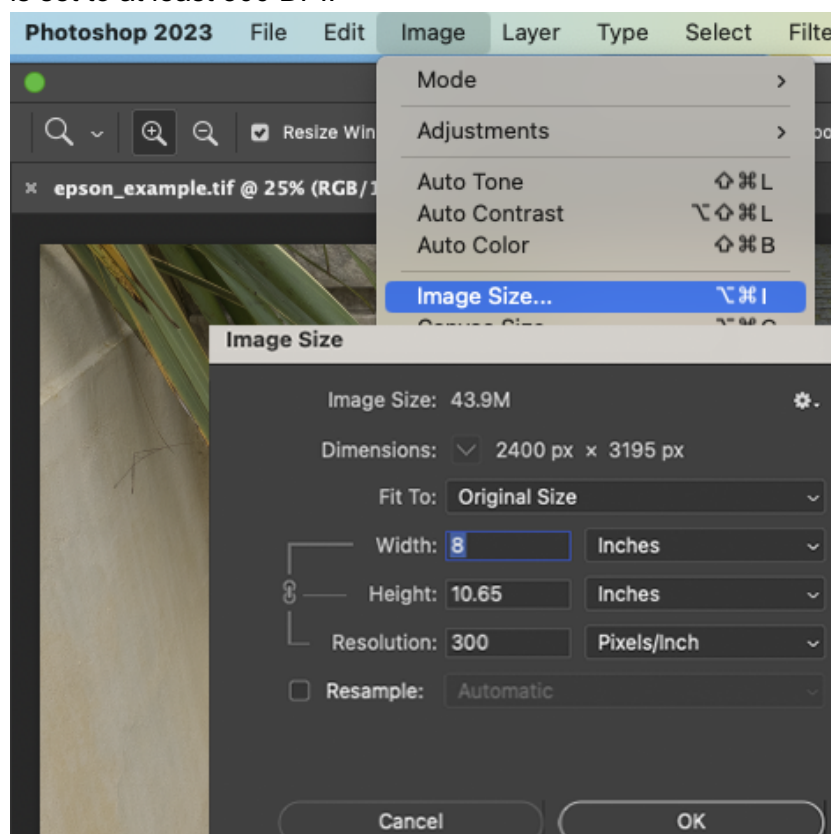 Photoshop 2023 File Edit Image Layer Type Select Filte
Mode >
Resize Win
Adjustments >
× epson_example.tif @ 25% (RGB/1
Auto Tone ⇧⌘L
Auto Contrast ⌥⇧⌘L
Auto Color ⇧⌘B
Image Size... ⌥⌘I
Image Size
Image Size: 43.9M
Dimensions: 2400 px × 3195 px
Fit To: Original Size
Width: 8 Inches
Height: 10.65 Inches
Resolution: 300 Pixels/Inch
Resample: Automatic
Cancel OK